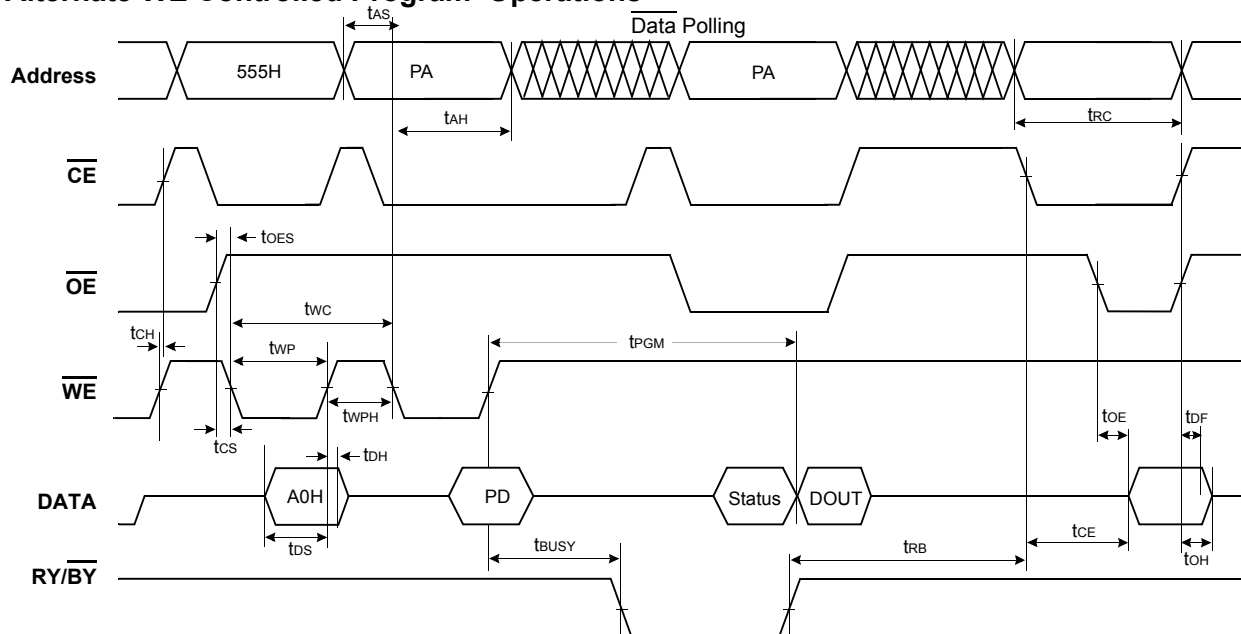 Alternate WE Controlled Program Operations
tAS
Data Polling
Address
555H
PA
PA
tAH
tRC
CE
tOES
OE
tWC
tCH
tWP
tPGM
WE
tWPH
tOE
tDF
tCS
tDH
DATA
A0H
PD
Status
DOUT
tDS
tBUSY
tRB
tCE
tOH
RY/BY